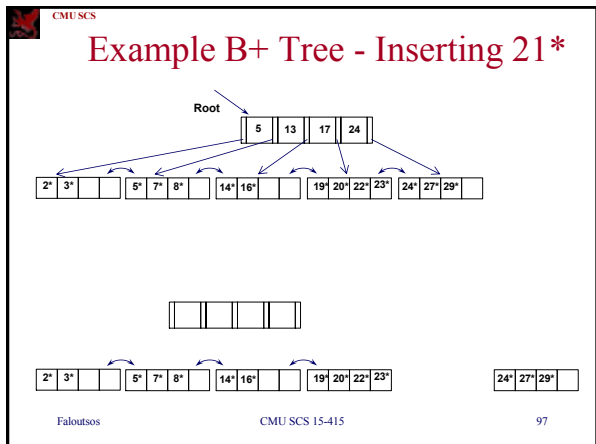 CMU SCS
Example B+ Tree - Inserting 21*
Root
5 13 17 24
2* 3* 5* 7* 8* 14* 16* 19* 20* 22* 23* 24* 27* 29*
2* 3* 5* 7* 8* 14* 16* 19* 20* 22* 23* 24* 27* 29*
Faloutsos CMU SCS 15-415 97